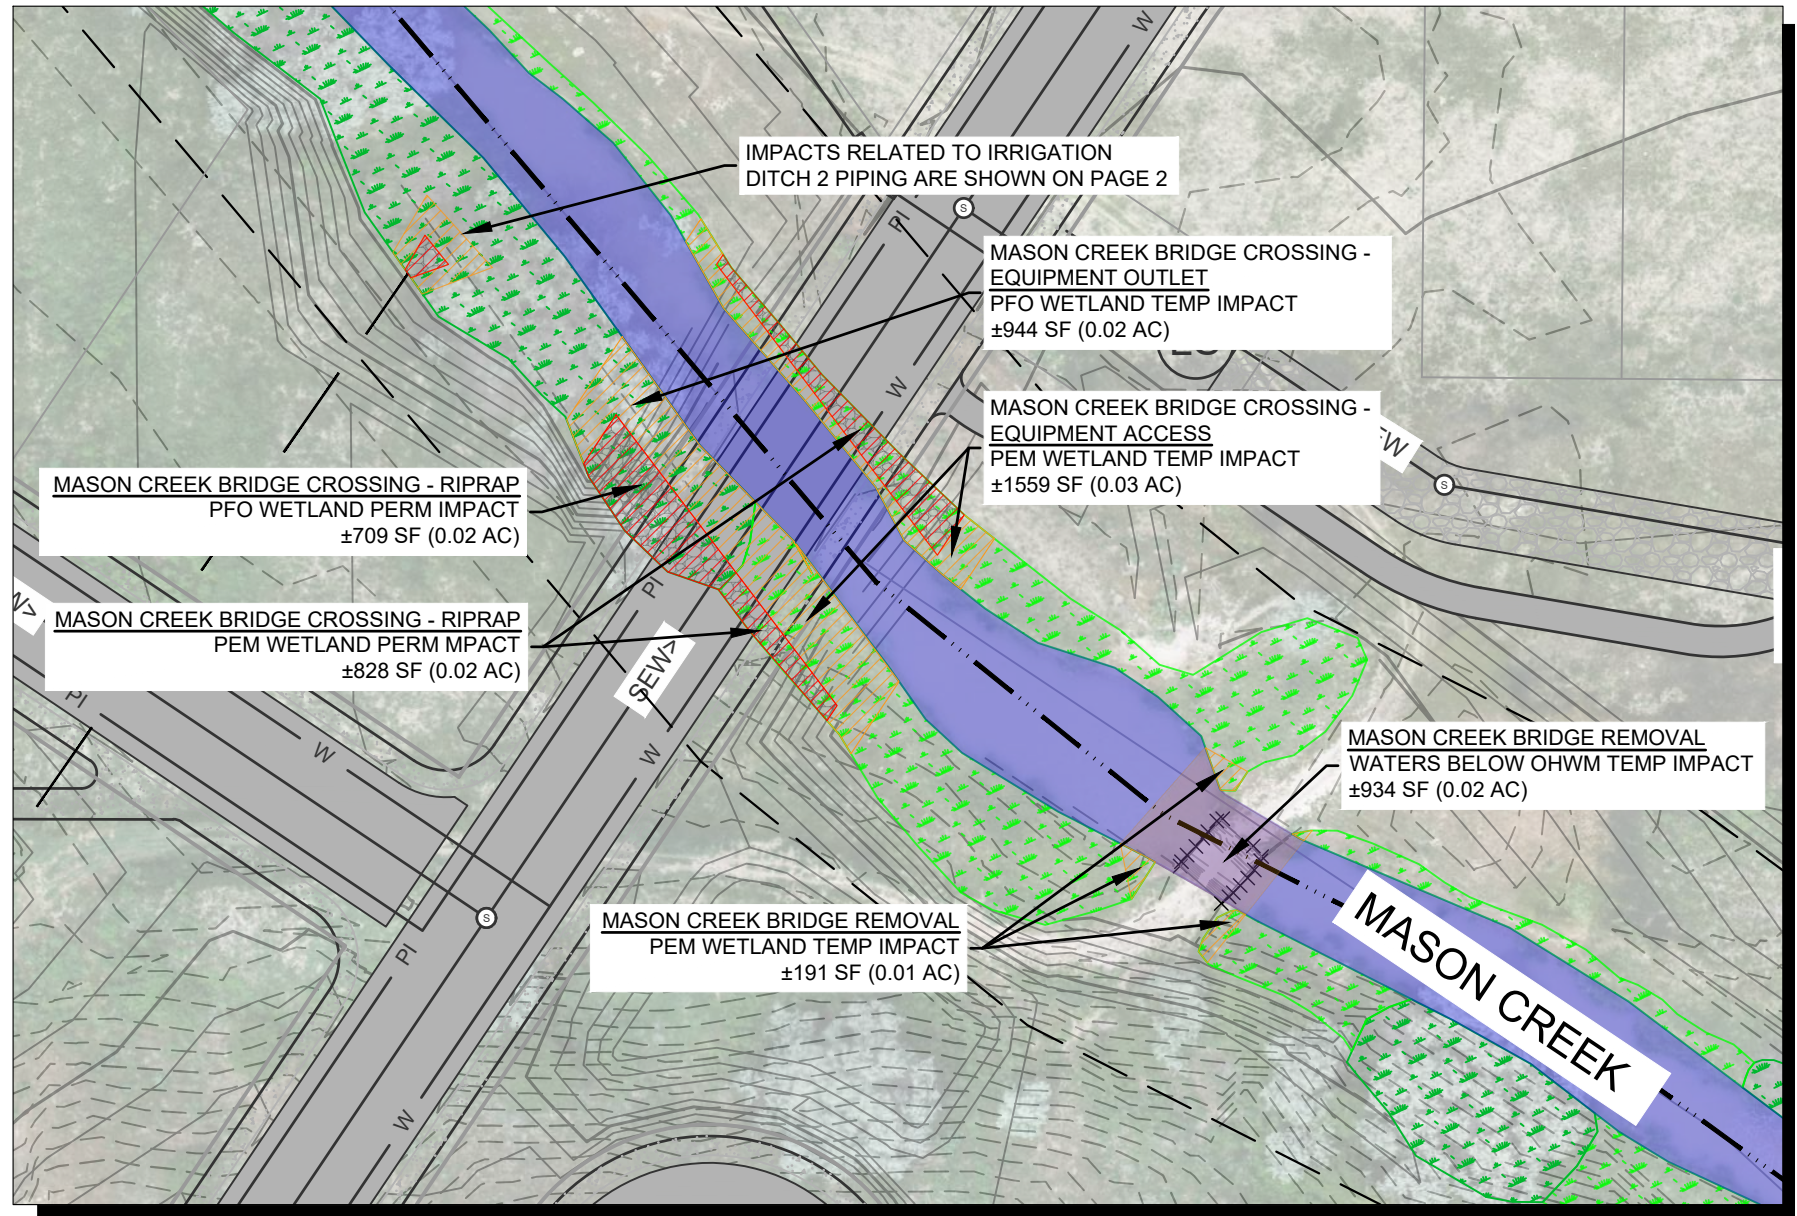 IMPACTS RELATED TO IRRIGATION
DITCH 2 PIPING ARE SHOWN ON PAGE 2
MASON CREEK BRIDGE CROSSING -
EQUIPMENT OUTLET
PFO WETLAND TEMP IMPACT
±944 SF (0.02 AC)
MASON CREEK BRIDGE CROSSING -
EQUIPMENT ACCESS
PEM WETLAND TEMP IMPACT
±1559 SF (0.03 AC)
MASON CREEK BRIDGE CROSSING - RIPRAP
PFO WETLAND PERM IMPACT
±709 SF (0.02 AC)
MASON CREEK BRIDGE CROSSING - RIPRAP
PEM WETLAND PERM MPACT
±828 SF (0.02 AC)
MASON CREEK BRIDGE REMOVAL
WATERS BELOW OHWM TEMP IMPACT
±934 SF (0.02 AC)
MASON CREEK BRIDGE REMOVAL
PEM WETLAND TEMP IMPACT
±191 SF (0.01 AC)
MASON CREEK
SEW>
W
PI
S
W
S
PI
PI
W
W
S
PI
W